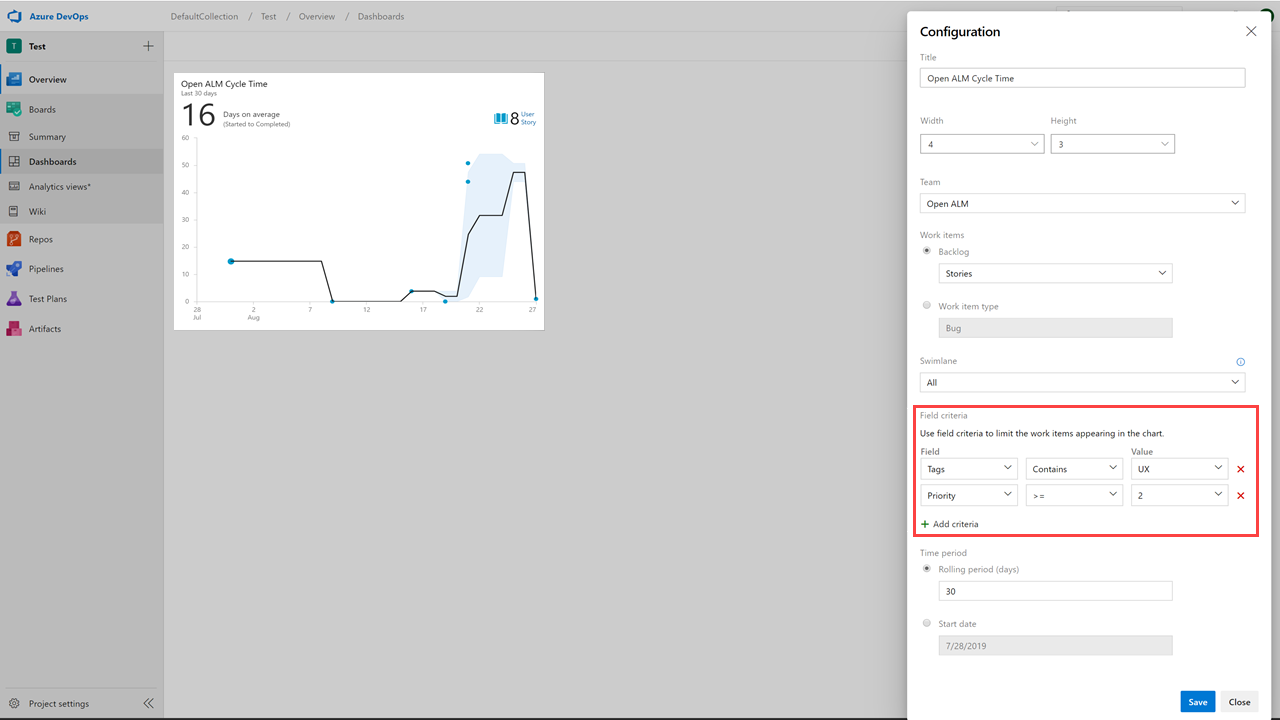 Azure DevOps
DefaultCollection / Test / Overview / Dashboards
T Test
Overview
Boards
Summary
Dashboards
Analytics views*
Wiki
Repos
Pipelines
Test Plans
Artifacts
Project settings
Open ALM Cycle Time
Last 30 days
16 Days on average
(Started to Completed)
8 User
Story
60
50
40
30
20
10
0
28 2 7 12 17 22 27
Jul Aug
Configuration
Title
Open ALM Cycle Time
Width Height
4 3
Team
Open ALM
Work items
Backlog
Stories
Work item type
Bug
Swimlane
All
Field criteria
Use field criteria to limit the work items appearing in the chart.
Field Value
Tags Contains UX
Priority >= 2
+ Add criteria
Time period
Rolling period (days)
30
Start date
7/28/2019
Save Close